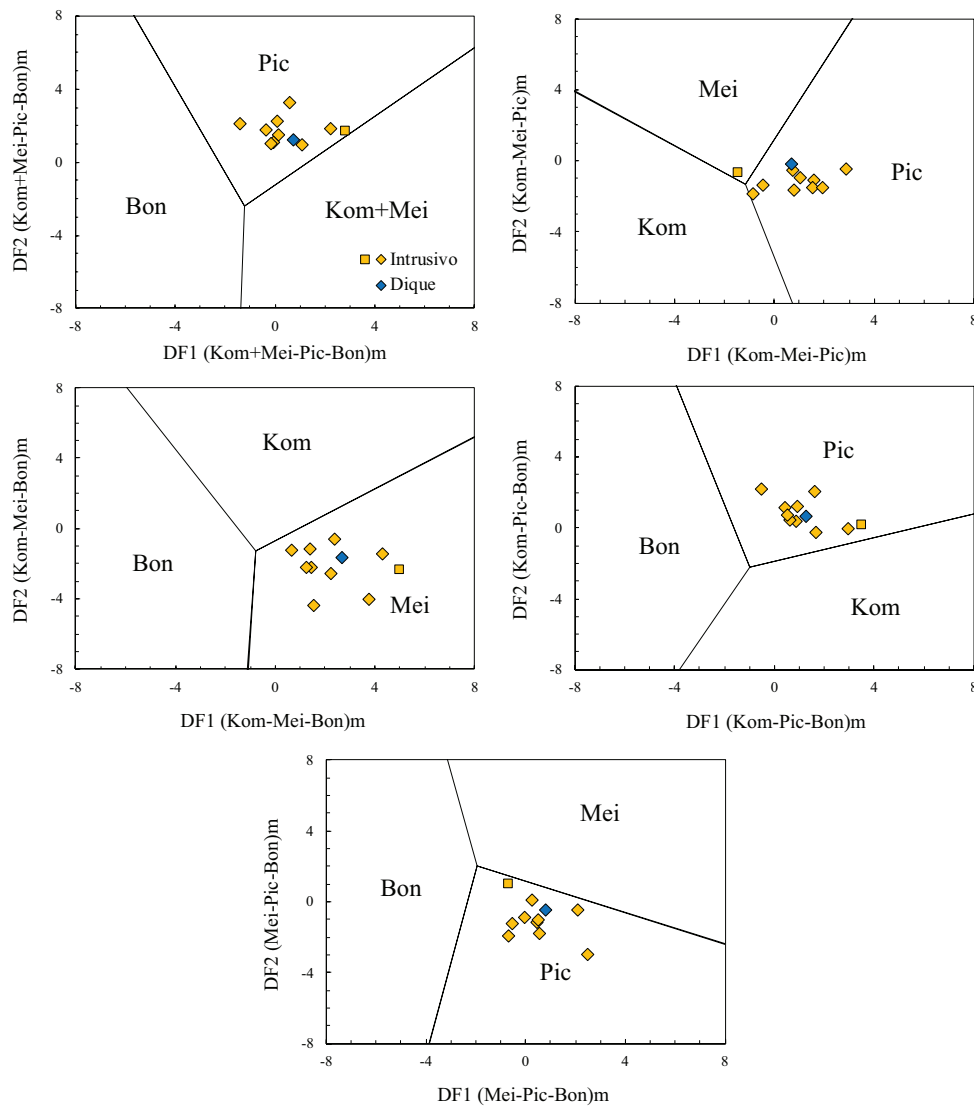 DF2 (Kom+Mei-Pic-Bon)m
8
4
0
-4
-8
Pic
Bon
Kom+Mei
Intrusivo
Dique
-8 -4 0 4 8
DF1 (Kom+Mei-Pic-Bon)m
DF2 (Kom-Mei-Pic)m
8
4
0
-4
-8
Mei
Pic
Kom
-8 -4 0 4 8
DF1 (Kom-Mei-Pic)m
DF2 (Kom-Mei-Bon)m
8
4
0
-4
-8
Kom
Bon
Mei
-8 -4 0 4 8
DF1 (Kom-Mei-Bon)m
DF2 (Kom-Pic-Bon)m
8
4
0
-4
-8
Pic
Bon
Kom
-8 -4 0 4 8
DF1 (Kom-Pic-Bon)m
DF2 (Mei-Pic-Bon)m
8
4
0
-4
-8
Mei
Bon
Pic
-8 -4 0 4 8
DF1 (Mei-Pic-Bon)m